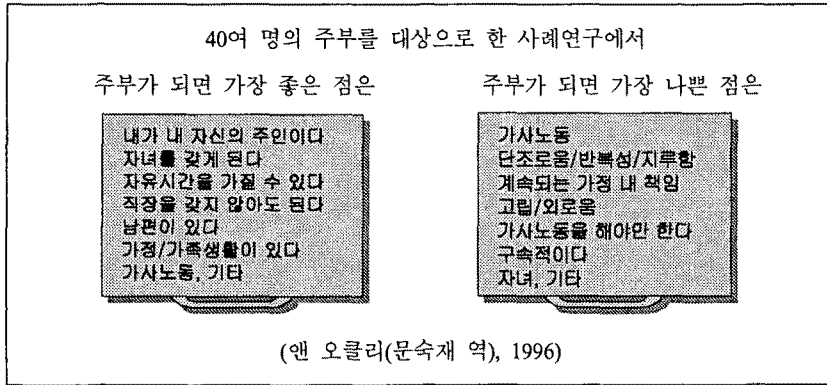 40여 명의 주부를 대상으로 한 사례연구에서
주부가 되면 가장 좋은 점은
내가 내 자신의 주인이다
자녀를 갖게 된다
자유시간을 가질 수 있다
직장을 갖지 않아도 된다
남편이 있다
가정/가족생활이 있다
가사노동, 기타
주부가 되면 가장 나쁜 점은
가사노동
단조로움/반복성/지루함
계속되는 가정 내 책임
고립/외로움
가사노동을 해야만 한다
구속적이다
자녀, 기타
(앤 오클리(문숙재 역), 1996)